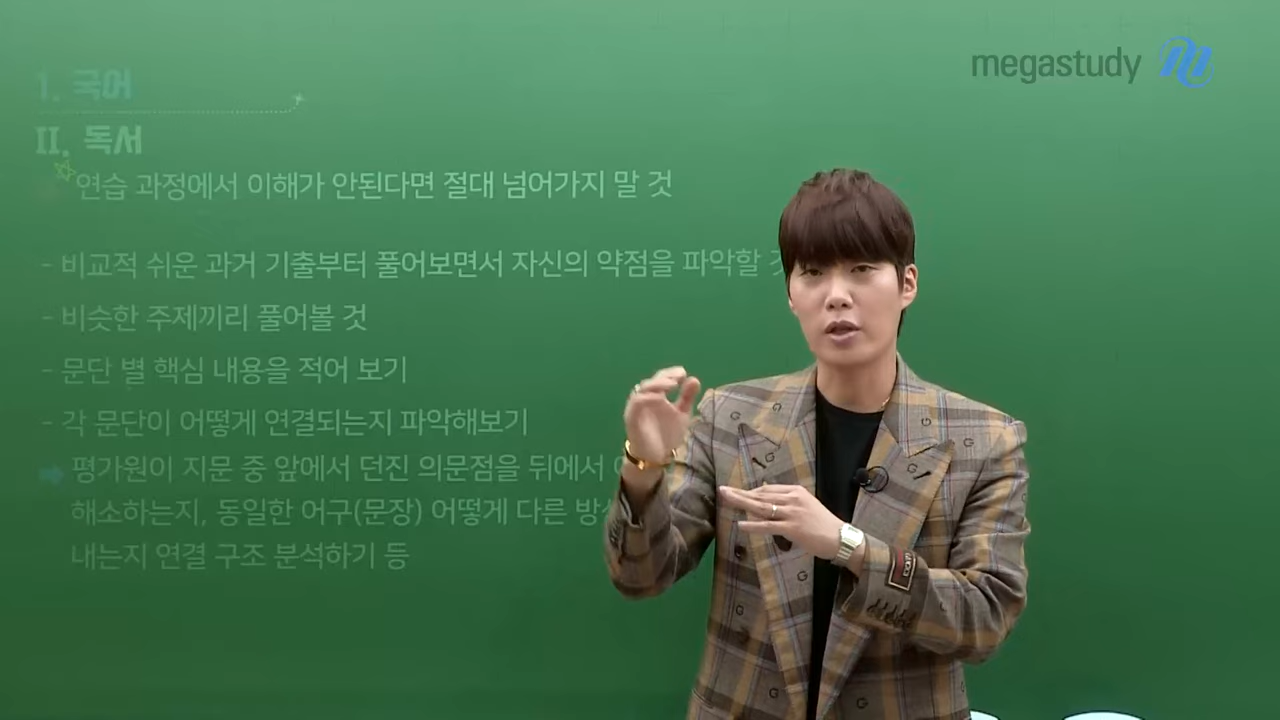 megastudy
I. 국어
II. 독서
연습 과정에서 이해가 안된다면 절대 넘어가지 말 것
- 비교적 쉬운 과거 기출부터 풀어보면서 자신의 약점을 파악할
- 비슷한 주제끼리 풀어볼 것
- 문단 별 핵심 내용을 적어 보기
- 각 문단이 어떻게 연결되는지 파악해보기
평가원이 지문 중 앞에서 던진 의문점을 뒤에서
해소하는지, 동일한 어구(문장) 어떻게 다른
내는지 연결 구조 분석하기 등